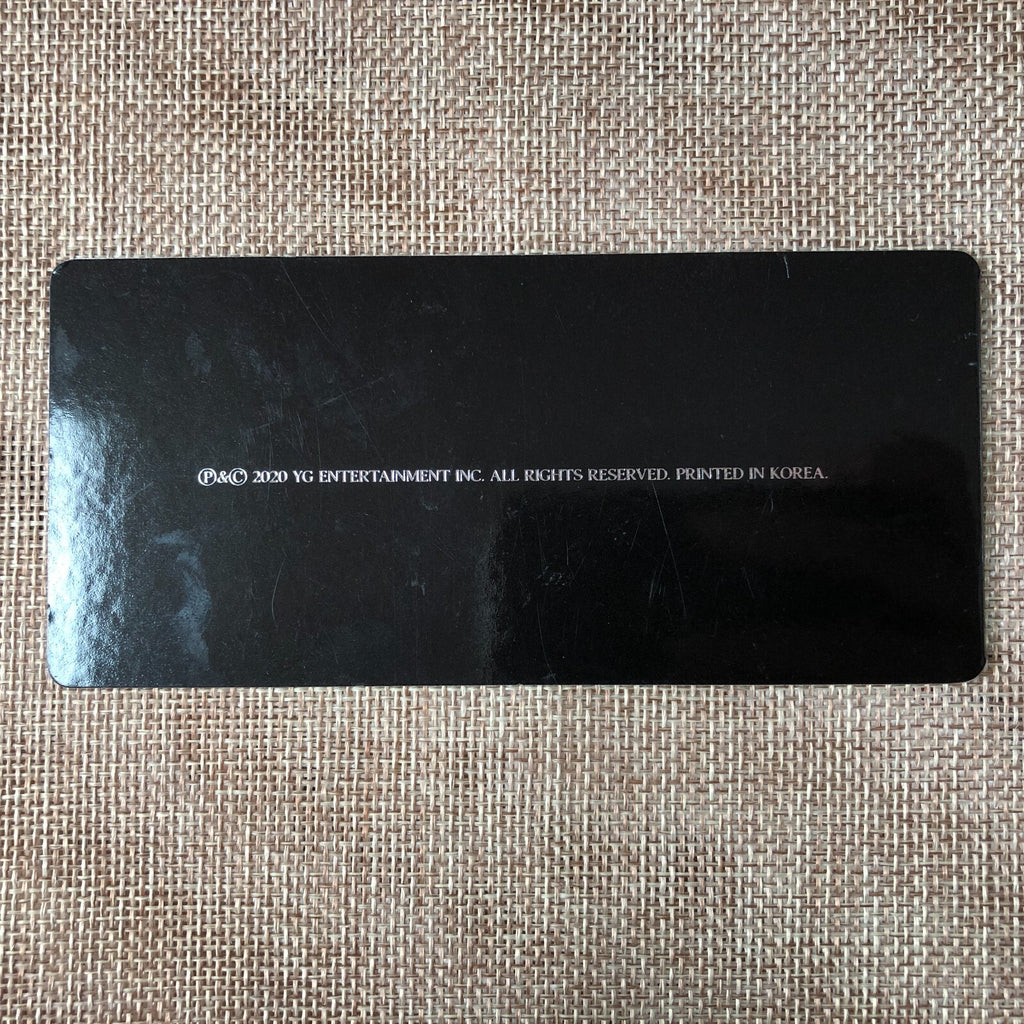 Ⓟ&Ⓒ 2020 YG ENTERTAINMENT INC. ALL RIGHTS RESERVED. PRINTED IN KOREA.